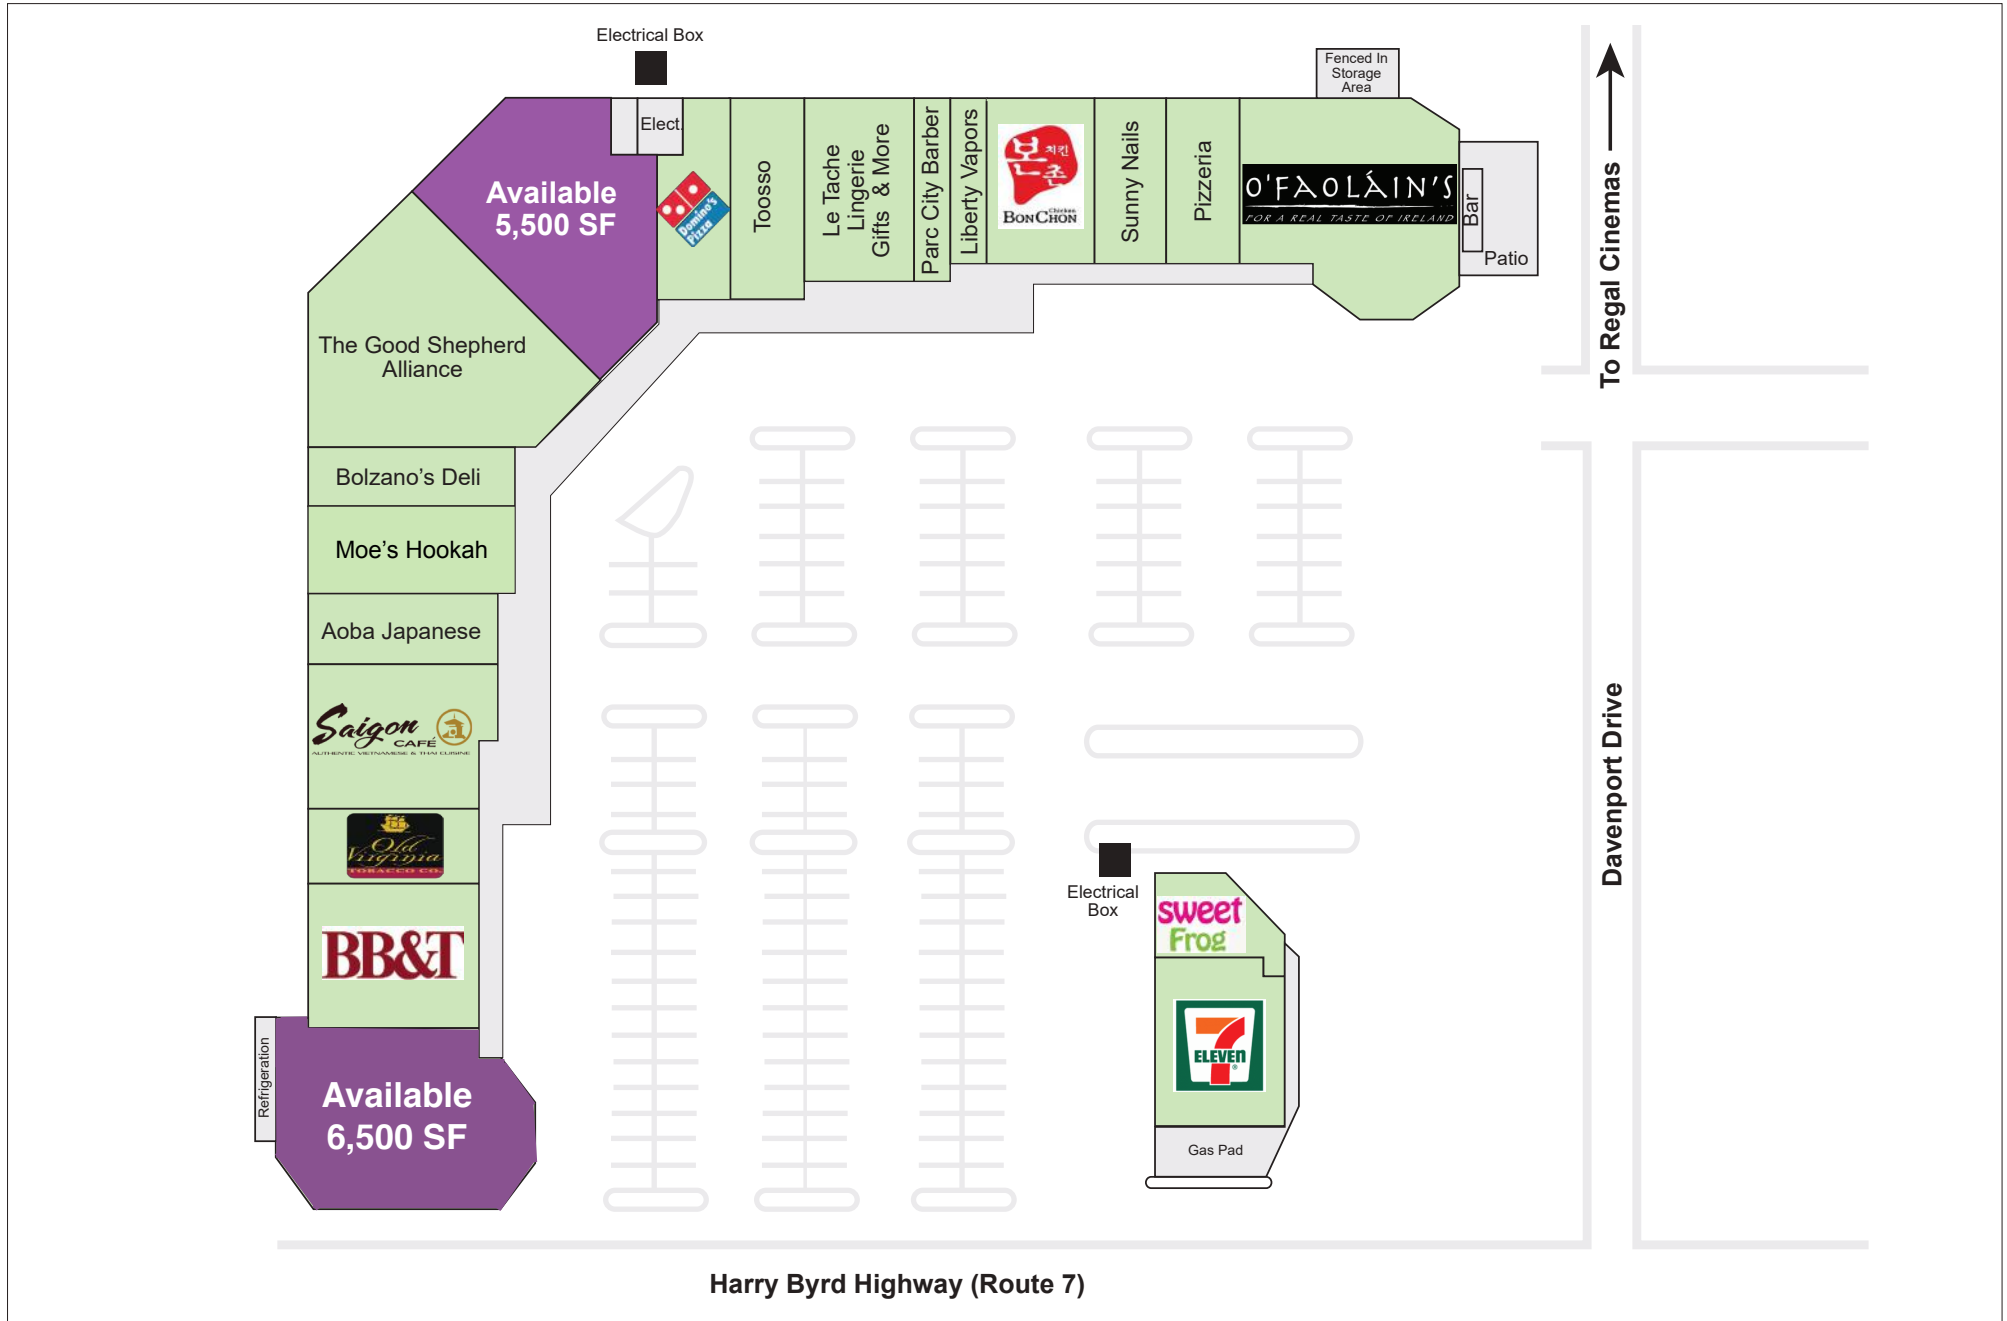 Electrical Box
Fenced In
Storage
Area
Elect.
Available
5,500 SF
Domino's
Pizza
Toosso
Le Tache
Lingerie
Gifts & More
Parc City Barber
Liberty Vapors
본촌
치킨
Chicken
BONCHON
Sunny Nails
Pizzeria
O'FAOLÁIN'S
FOR A REAL TASTE OF IRELAND
Bar
Patio
To Regal Cinemas
The Good Shepherd
Alliance
Bolzano’s Deli
Moe’s Hookah
Aoba Japanese
Saigon
CAFÉ
AUTHENTIC VIETNAMESE & THAI CUISINE
Old
Virginia
TOBACCO CO.
BB&T
Refrigeration
Available
6,500 SF
Electrical
Box
sweet
Frog
7
ELEVEN
®
Gas Pad
Davenport Drive
Harry Byrd Highway (Route 7)